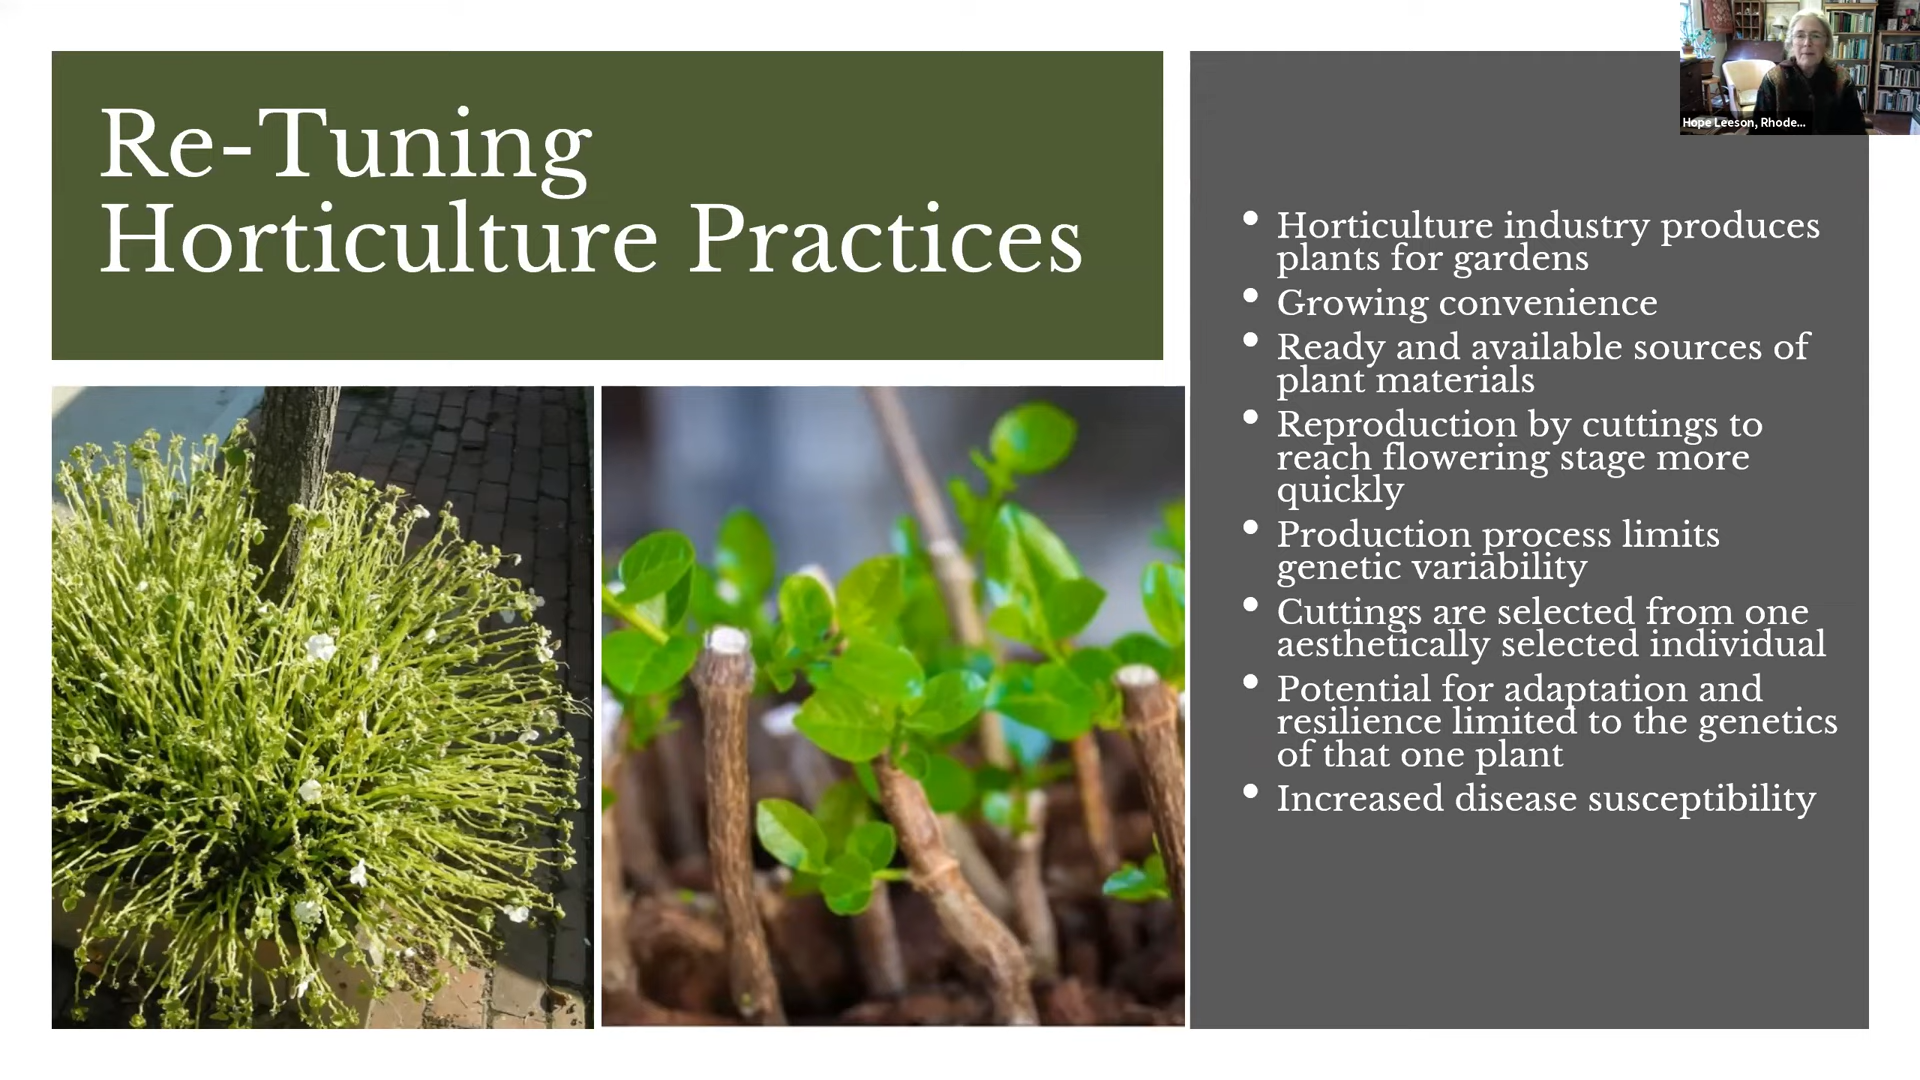 Re-Tuning
Horticulture Practices
Hope Leeson, Rhode...
• Horticulture industry produces
plants for gardens
• Growing convenience
• Ready and available sources of
plant materials
• Reproduction by cuttings to
reach flowering stage more
quickly
• Production process limits
genetic variability
• Cuttings are selected from one
aesthetically selected individual
• Potential for adaptation and
resilience limited to the genetics
of that one plant
• Increased disease susceptibility